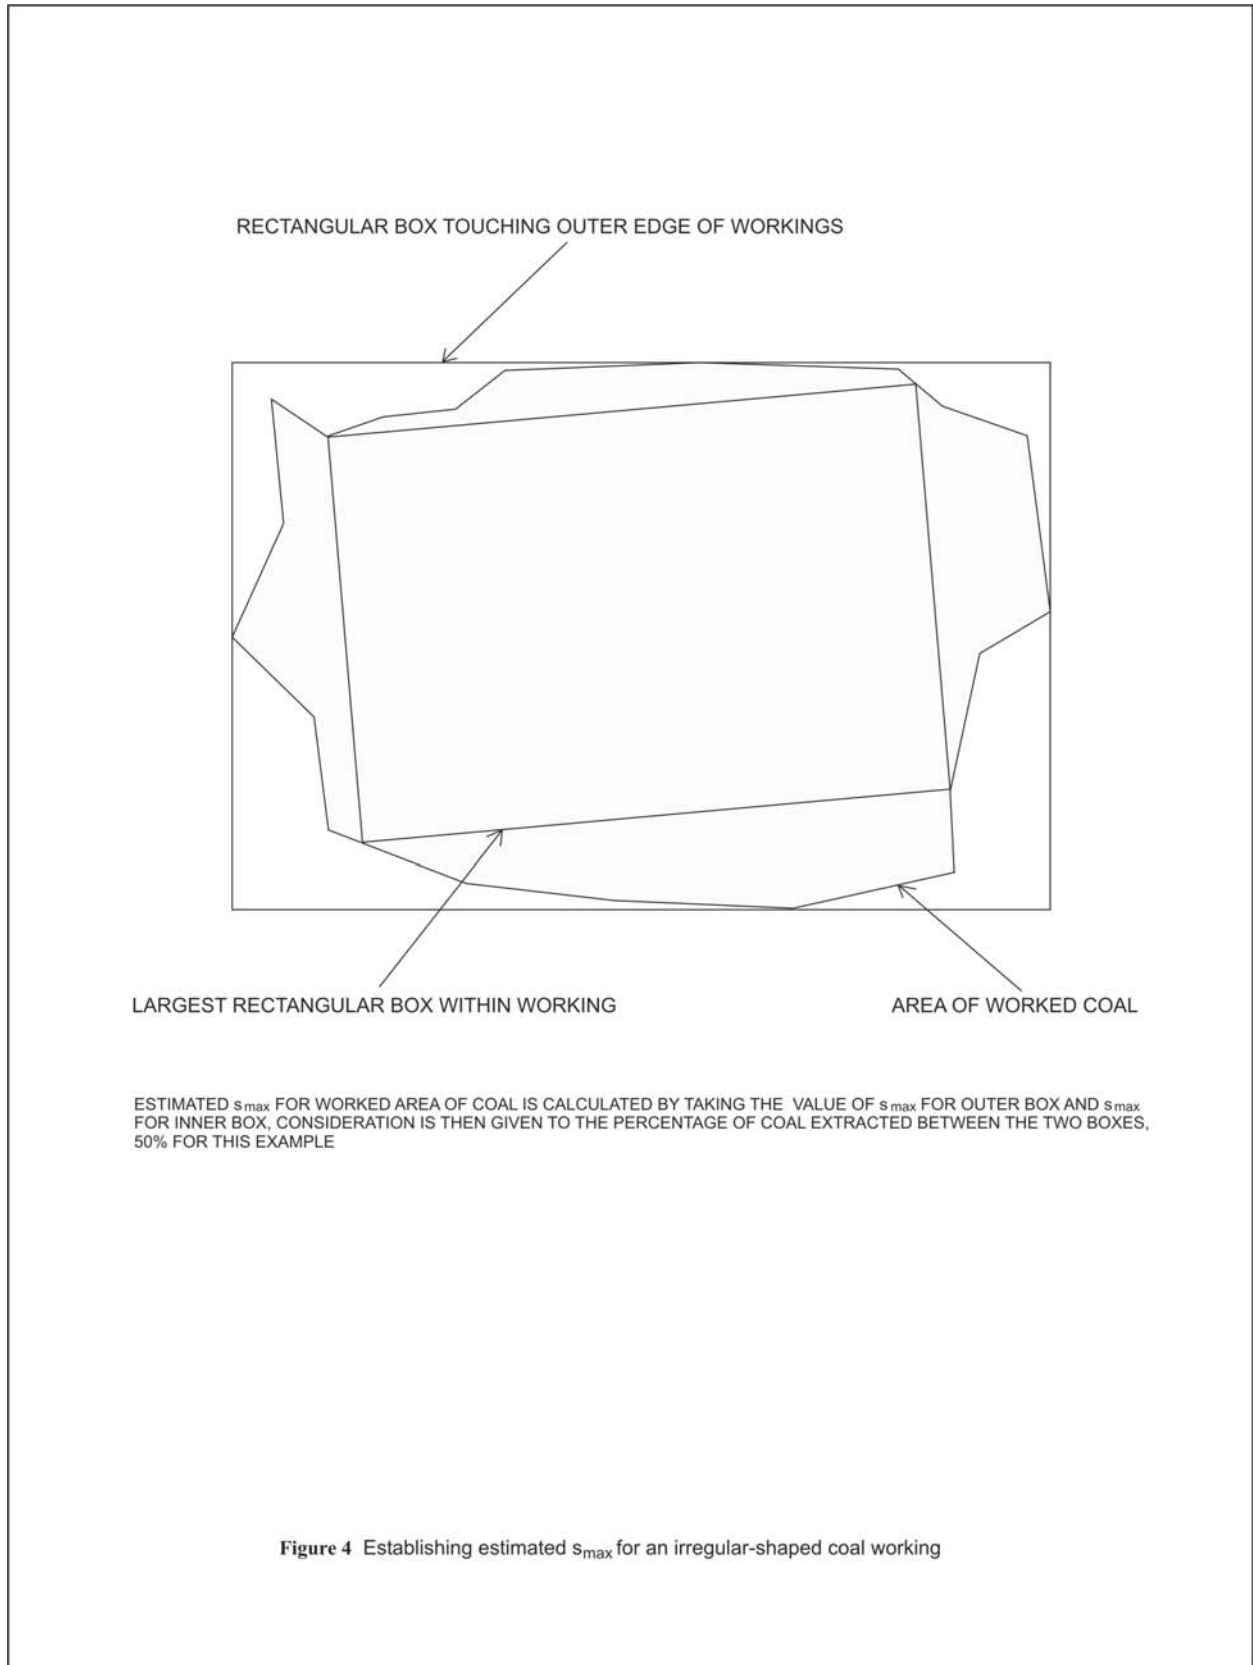 RECTANGULAR BOX TOUCHING OUTER EDGE OF WORKINGS
LARGEST RECTANGULAR BOX WITHIN WORKING
AREA OF WORKED COAL
ESTIMATED smax FOR WORKED AREA OF COAL IS CALCULATED BY TAKING THE VALUE OF smax FOR OUTER BOX AND smax
FOR INNER BOX, CONSIDERATION IS THEN GIVEN TO THE PERCENTAGE OF COAL EXTRACTED BETWEEN THE TWO BOXES,
50% FOR THIS EXAMPLE
Figure 4 Establishing estimated smax for an irregular-shaped coal working